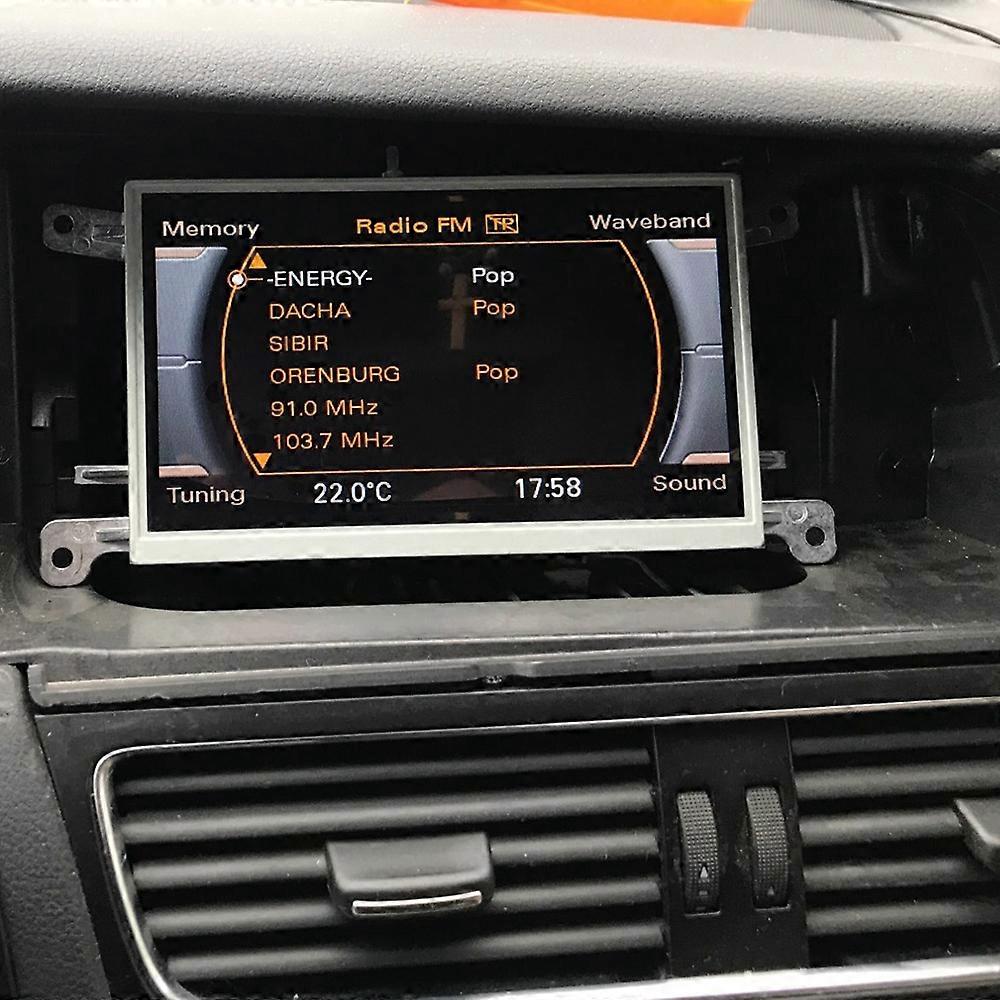 Memory Radio FM TP Waveband
-ENERGY- Pop
DACHA Pop
SIBIR
ORENBURG Pop
91.0 MHz
103.7 MHz
Tuning 22.0°C 17:58 Sound